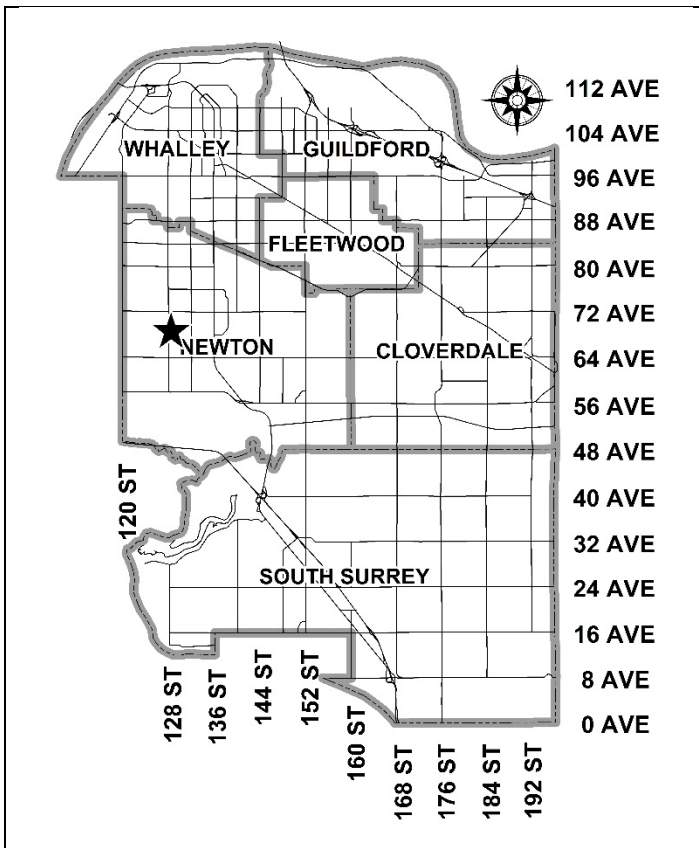 112 AVE
104 AVE
WHALLEY
GUILDFORD
96 AVE
88 AVE
FLEETWOOD
80 AVE
72 AVE
NEWTON
CLOVERDALE
64 AVE
56 AVE
48 AVE
120 ST
40 AVE
32 AVE
SOUTH SURREY
24 AVE
16 AVE
8 AVE
0 AVE
128 ST
136 ST
144 ST
152 ST
160 ST
168 ST
176 ST
184 ST
192 ST